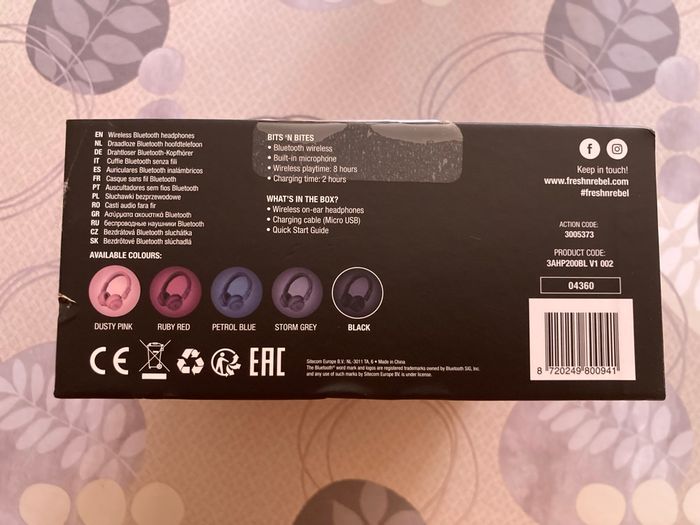 EN Wireless Bluetooth headphones
NL Draadloze Bluetooth hoofdtelefoon
DE Drahtloser Bluetooth-Kopfhörer
IT Cuffie Bluetooth senza fili
ES Auriculares Bluetooth inalámbricos
FR Casque sans fil Bluetooth
PT Auscultadores sem fios Bluetooth
PL Słuchawki bezprzewodowe
RO Casti audio fara fir
GR Ασύρματα ακουστικά Bluetooth
RU беспроводные наушники Bluetooth
CZ Bezdrátová Bluetooth sluchátka
SK Bezdrôtové Bluetooth slúchadlá
AVAILABLE COLOURS:
DUSTY PINK
RUBY RED
PETROL BLUE
STORM GREY
BLACK
BITS 'N BITES
• Bluetooth wireless
• Built-in microphone
• Wireless playtime: 8 hours
• Charging time: 2 hours
WHAT'S IN THE BOX?
• Wireless on-ear headphones
• Charging cable (Micro USB)
• Quick Start Guide
Keep in touch!
www.freshnrebel.com
#freshnrebel
ACTION CODE:
3005373
PRODUCT CODE:
3AHP200BL V1 002
04360
8 720249 800941
CE
EAC
Sitecom Europe B.V. NL-3011 TA, 6 • Made in China.
The Bluetooth® word mark and logos are registered trademarks owned by Bluetooth SIG, Inc.
and any use of such marks by Sitecom Europe BV. is under license.